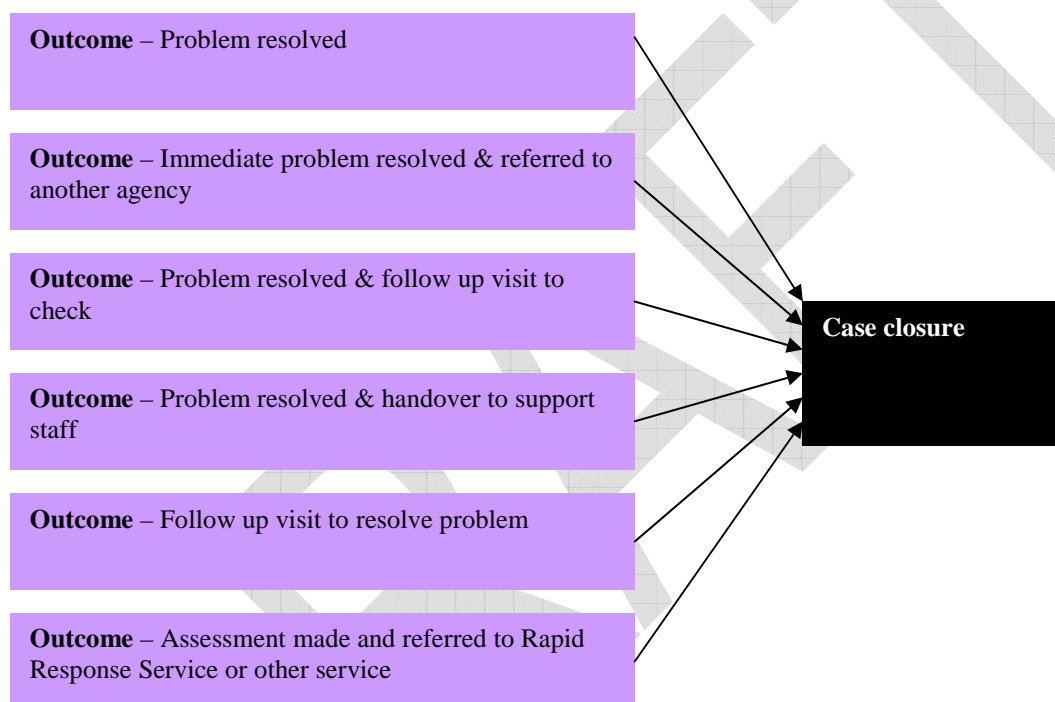 Outcome – Problem resolved
Outcome – Immediate problem resolved & referred to
another agency
Outcome – Problem resolved & follow up visit to
check
Case closure
Outcome – Problem resolved & handover to support
staff
Outcome – Follow up visit to resolve problem
Outcome – Assessment made and referred to Rapid
Response Service or other service